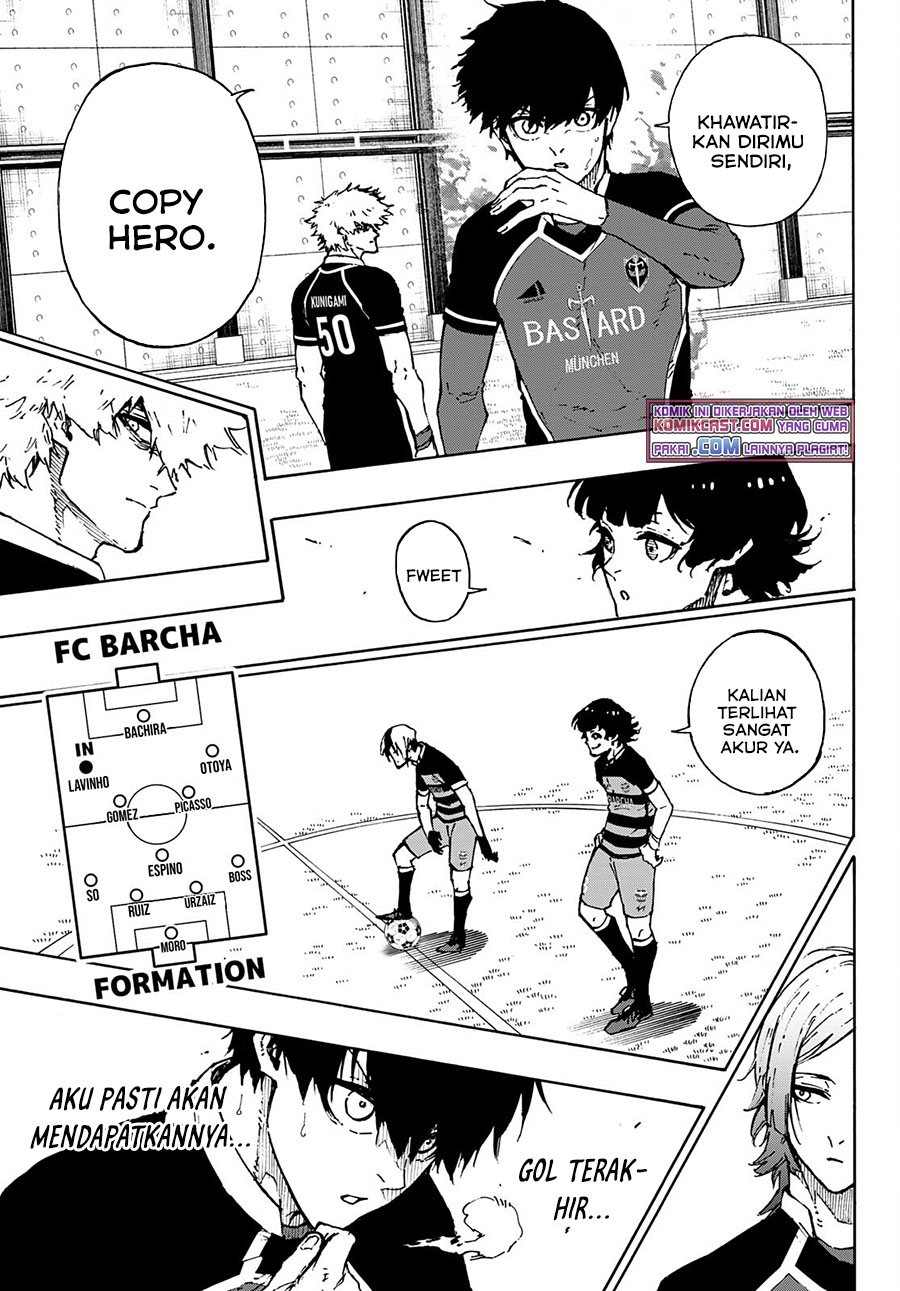 KHAWATIR-
KAN DIRIMU
SENDIRI,
COPY
HERO.
KUNIGAMI
50
BASTARD
MÜNCHEN
KOMIK INI DIKERJAKAN OLEH WEB
KOMIKCAST.COM YANG CUMA
PAKAI .COM LAINNYA PLAGIAT!
FWEET
FC BARCHA
BACHIRA
IN
LAVINHO
OTOYA
GOMEZ
PICASSO
ESPINO
SO
BOSS
RUIZ
URZAIZ
MORO
FORMATION
KALIAN
TERLIHAT
SANGAT
AKUR YA.
BARCHA
GOL TERAK-
HIR...
AKU PASTI AKAN
MENDAPATKANNYA...